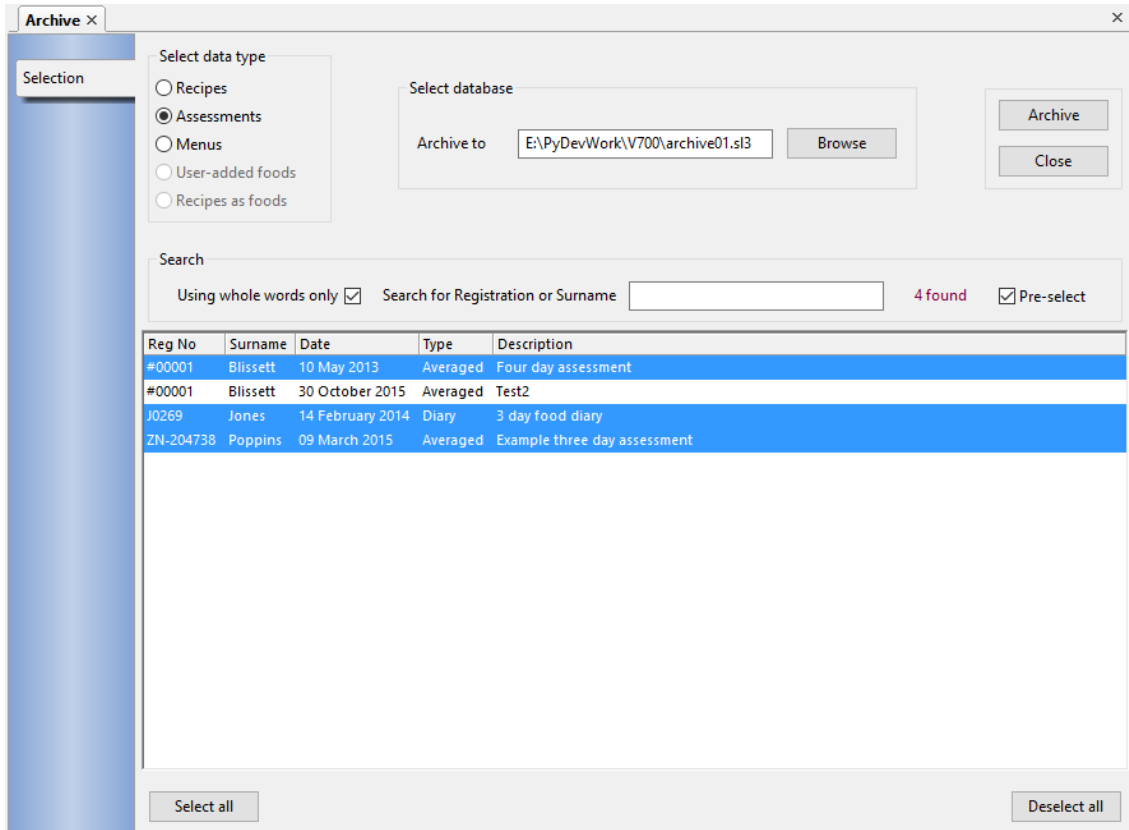 Archive
Selection
Select data type
Recipes
Assessments
Menus
User-added foods
Recipes as foods
Select database
Archive to E:\PyDevWork\V700\archive01.sl3 Browse
Archive
Close
Search
Using whole words only Search for Registration or Surname 4 found Pre-select
Reg No Surname Date Type Description
#00001 Blissett 10 May 2013 Averaged Four day assessment
#00001 Blissett 30 October 2015 Averaged Test2
J0269 Jones 14 February 2014 Diary 3 day food diary
ZN-204738 Poppins 09 March 2015 Averaged Example three day assessment
Select all Deselect all